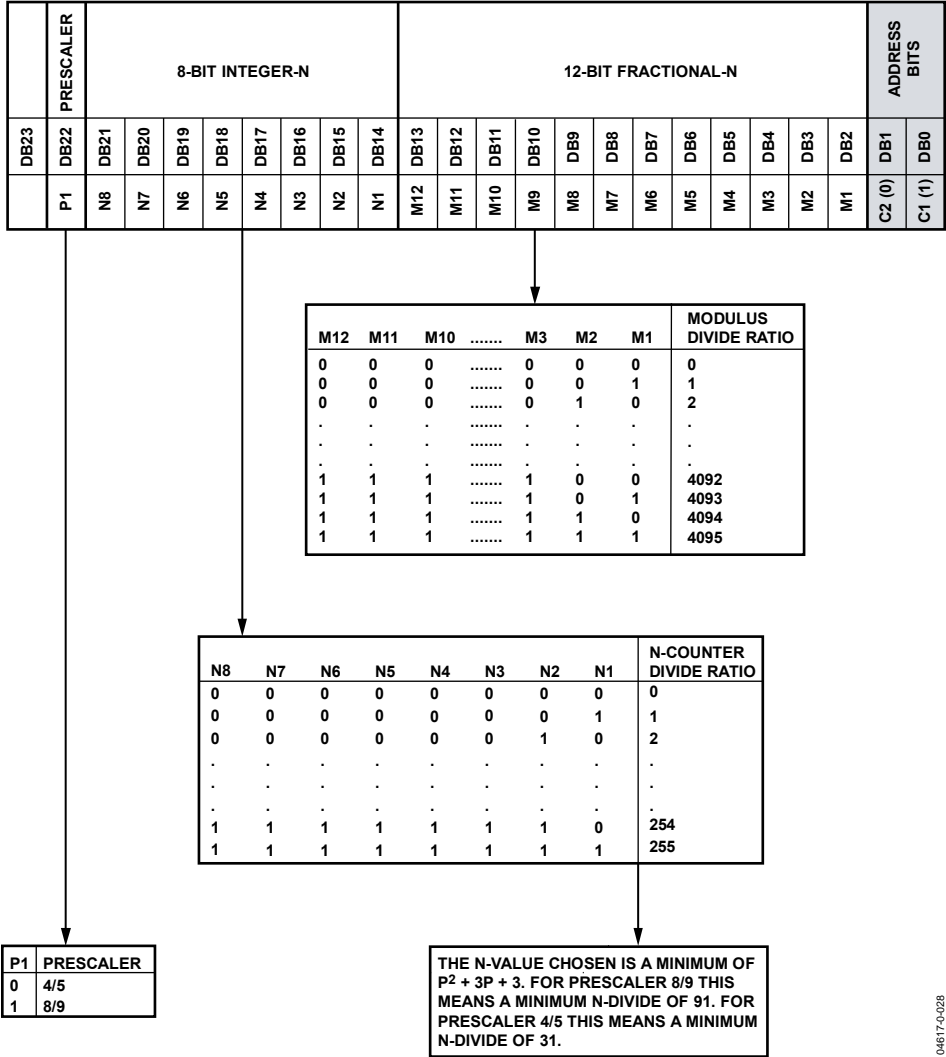 PRESCALER
8-BIT INTEGER-N
12-BIT FRACTIONAL-N
ADDRESS
BITS
DB23 DB22 DB21 DB20 DB19 DB18 DB17 DB16 DB15 DB14 DB13 DB12 DB11 DB10 DB9 DB8 DB7 DB6 DB5 DB4 DB3 DB2 DB1 DB0
P1 N8 N7 N6 N5 N4 N3 N2 N1 M12 M11 M10 M9 M8 M7 M6 M5 M4 M3 M2 M1 C2 (0) C1 (1)
MODULUS
M12 M11 M10 ....... M3 M2 M1 DIVIDE RATIO
0 0 0 ....... 0 0 0 0
0 0 0 ....... 0 0 1 1
0 0 0 ....... 0 1 0 2
. . . ....... . . . .
. . . ....... . . . .
. . . ....... . . . .
1 1 1 ....... 1 0 0 4092
1 1 1 ....... 1 0 1 4093
1 1 1 ....... 1 1 0 4094
1 1 1 ....... 1 1 1 4095
N-COUNTER
N8 N7 N6 N5 N4 N3 N2 N1 DIVIDE RATIO
0 0 0 0 0 0 0 0 0
0 0 0 0 0 0 0 1 1
0 0 0 0 0 0 1 0 2
. . . . . . . . .
. . . . . . . . .
. . . . . . . . .
1 1 1 1 1 1 1 0 254
1 1 1 1 1 1 1 1 255
P1 PRESCALER
0 4/5
1 8/9
THE N-VALUE CHOSEN IS A MINIMUM OF
P² + 3P + 3. FOR PRESCALER 8/9 THIS
MEANS A MINIMUM N-DIVIDE OF 91. FOR
PRESCALER 4/5 THIS MEANS A MINIMUM
N-DIVIDE OF 31.
04617-0-028